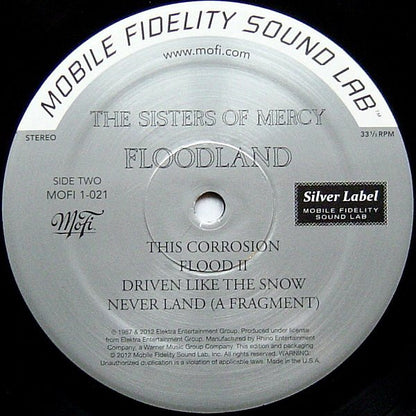 MOBILE FIDELITY SOUND LAB™
www.mofi.com
THE SISTERS OF MERCY
STEREO
33 1/3 RPM
FLOODLAND
SIDE TWO
MOFI 1-021
MoFi
Silver Label
MOBILE FIDELITY
SOUND LAB
THIS CORROSION
FLOOD II
DRIVEN LIKE THE SNOW
NEVER LAND (A FRAGMENT)
℗ 1987 & 2012 Elektra Entertainment Group. Produced under license
from Elektra Entertainment Group. Manufactured by Rhino Entertainment
Company, a Warner Music Group Company. This edition and packaging
© 2012 Mobile Fidelity Sound Lab, Inc. All rights reserved. WARNING:
Unauthorized duplication is a violation of applicable laws. Made in the U.S.A.